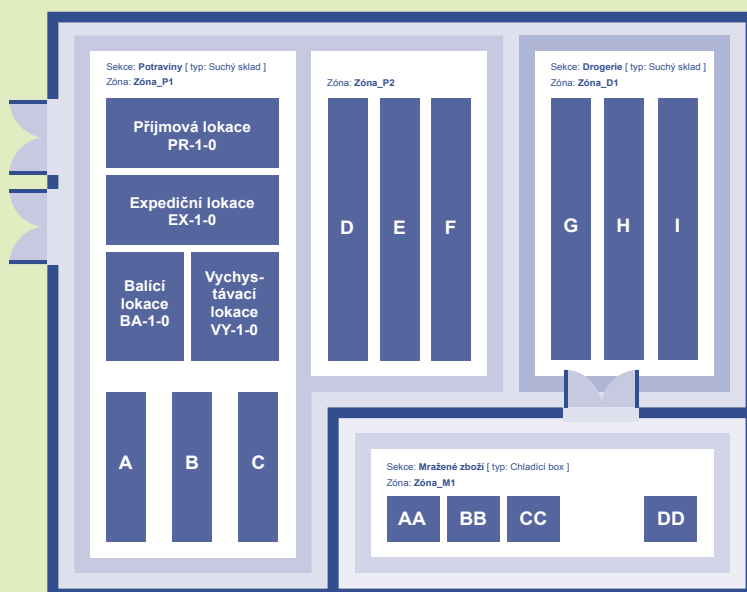 Sekce: Potraviny [ typ: Suchý sklad ]
Zóna: Zóna_P1
Příjmová lokace
PR-1-0
Expediční lokace
EX-1-0
Balící
lokace
BA-1-0
Vychys-
távací
lokace
VY-1-0
A
B
C
Zóna: Zóna_P2
D
E
F
Sekce: Drogerie [ typ: Suchý sklad ]
Zóna: Zóna_D1
G
H
I
Sekce: Mražené zboží [ typ: Chladící box ]
Zóna: Zóna_M1
AA
BB
CC
DD